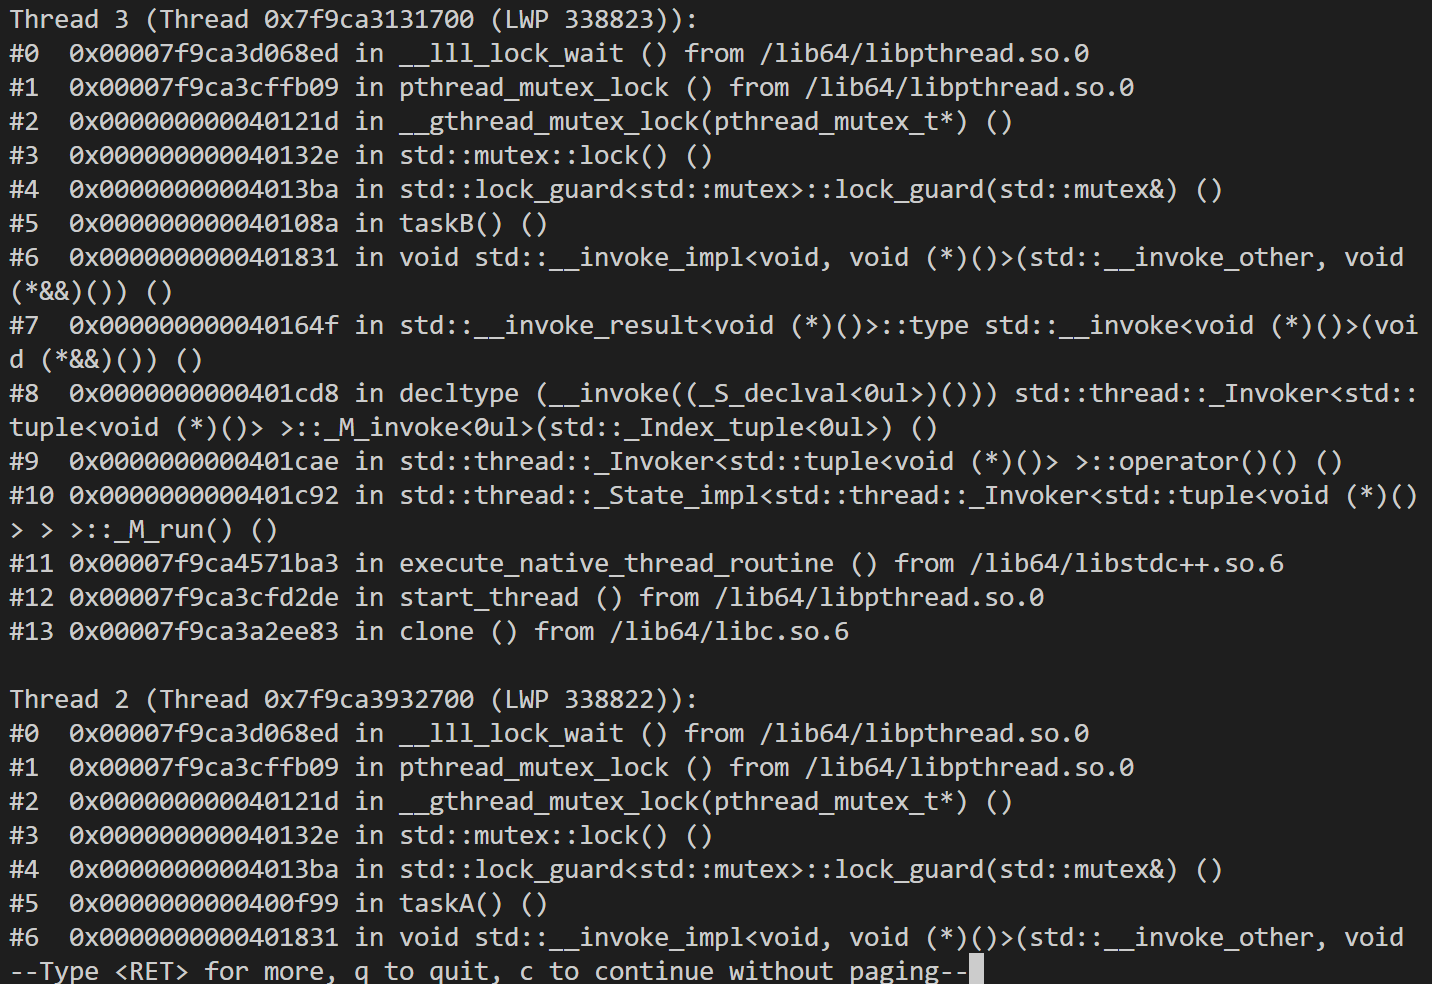 Thread 3 (Thread 0x7f9ca3131700 (LWP 338823)):
#0  0x00007f9ca3d068ed in __lll_lock_wait () from /lib64/libpthread.so.0
#1  0x00007f9ca3cffb09 in pthread_mutex_lock () from /lib64/libpthread.so.0
#2  0x000000000040121d in __gthread_mutex_lock(pthread_mutex_t*) ()
#3  0x000000000040132e in std::mutex::lock() ()
#4  0x00000000004013ba in std::lock_guard<std::mutex>::lock_guard(std::mutex&) ()
#5  0x000000000040108a in taskB() ()
#6  0x0000000000401831 in void std::__invoke_impl<void, void (*)()>(std::__invoke_other, void
(*&&)()) ()
#7  0x000000000040164f in std::__invoke_result<void (*)()>::type std::__invoke<void (*)()>(voi
d (*&&)()) ()
#8  0x0000000000401cd8 in decltype (__invoke((_S_declval<0ul>)())) std::thread::_Invoker<std::
tuple<void (*)()> >::_M_invoke<0ul>(std::_Index_tuple<0ul>) ()
#9  0x0000000000401cae in std::thread::_Invoker<std::tuple<void (*)()> >::operator()() ()
#10 0x0000000000401c92 in std::thread::_State_impl<std::thread::_Invoker<std::tuple<void (*)()
> > >::_M_run() ()
#11 0x00007f9ca4571ba3 in execute_native_thread_routine () from /lib64/libstdc++.so.6
#12 0x00007f9ca3cfd2de in start_thread () from /lib64/libpthread.so.0
#13 0x00007f9ca3a2ee83 in clone () from /lib64/libc.so.6

Thread 2 (Thread 0x7f9ca3932700 (LWP 338822)):
#0  0x00007f9ca3d068ed in __lll_lock_wait () from /lib64/libpthread.so.0
#1  0x00007f9ca3cffb09 in pthread_mutex_lock () from /lib64/libpthread.so.0
#2  0x000000000040121d in __gthread_mutex_lock(pthread_mutex_t*) ()
#3  0x000000000040132e in std::mutex::lock() ()
#4  0x00000000004013ba in std::lock_guard<std::mutex>::lock_guard(std::mutex&) ()
#5  0x0000000000400f99 in taskA() ()
#6  0x0000000000401831 in void std::__invoke_impl<void, void (*)()>(std::__invoke_other, void
--Type <RET> for more, q to quit, c to continue without paging--